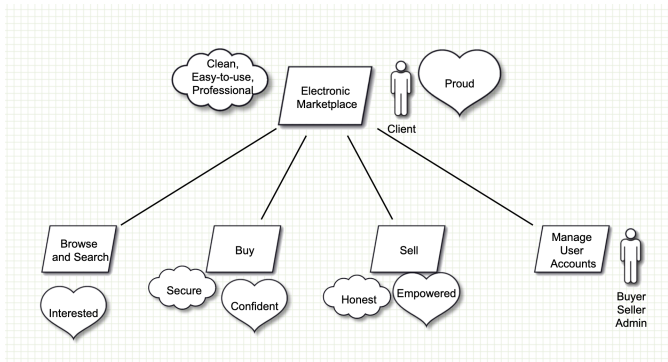 Clean,
Easy-to-use,
Professional
Electronic
Marketplace
Proud
Client
Browse
and Search
Buy
Sell
Manage
User
Accounts
Secure
Confident
Honest
Empowered
Interested
Buyer
Seller
Admin